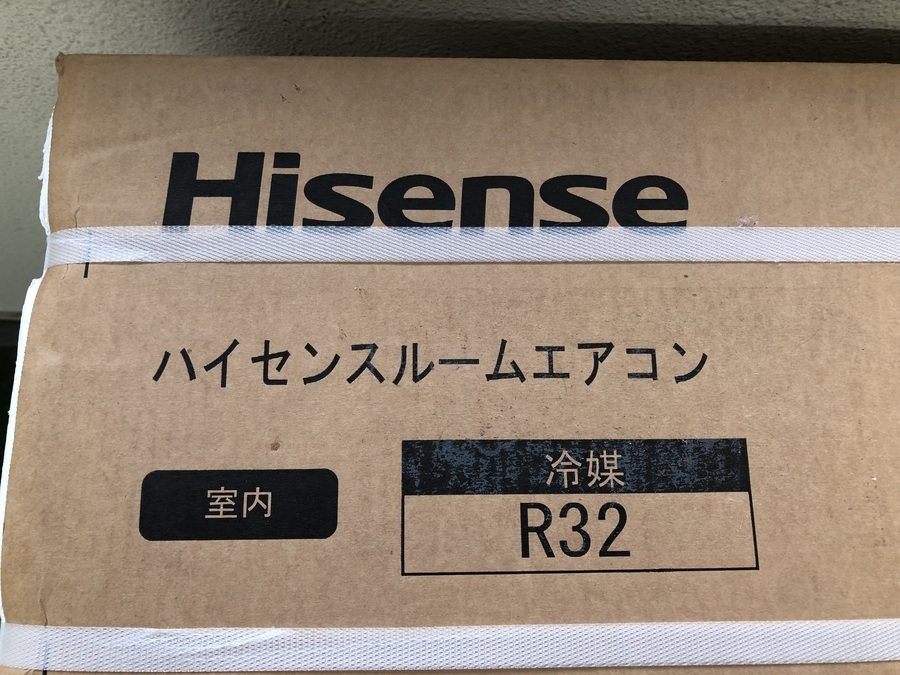 Hisense
ハイセンスルームエアコン
室内
冷媒
R32